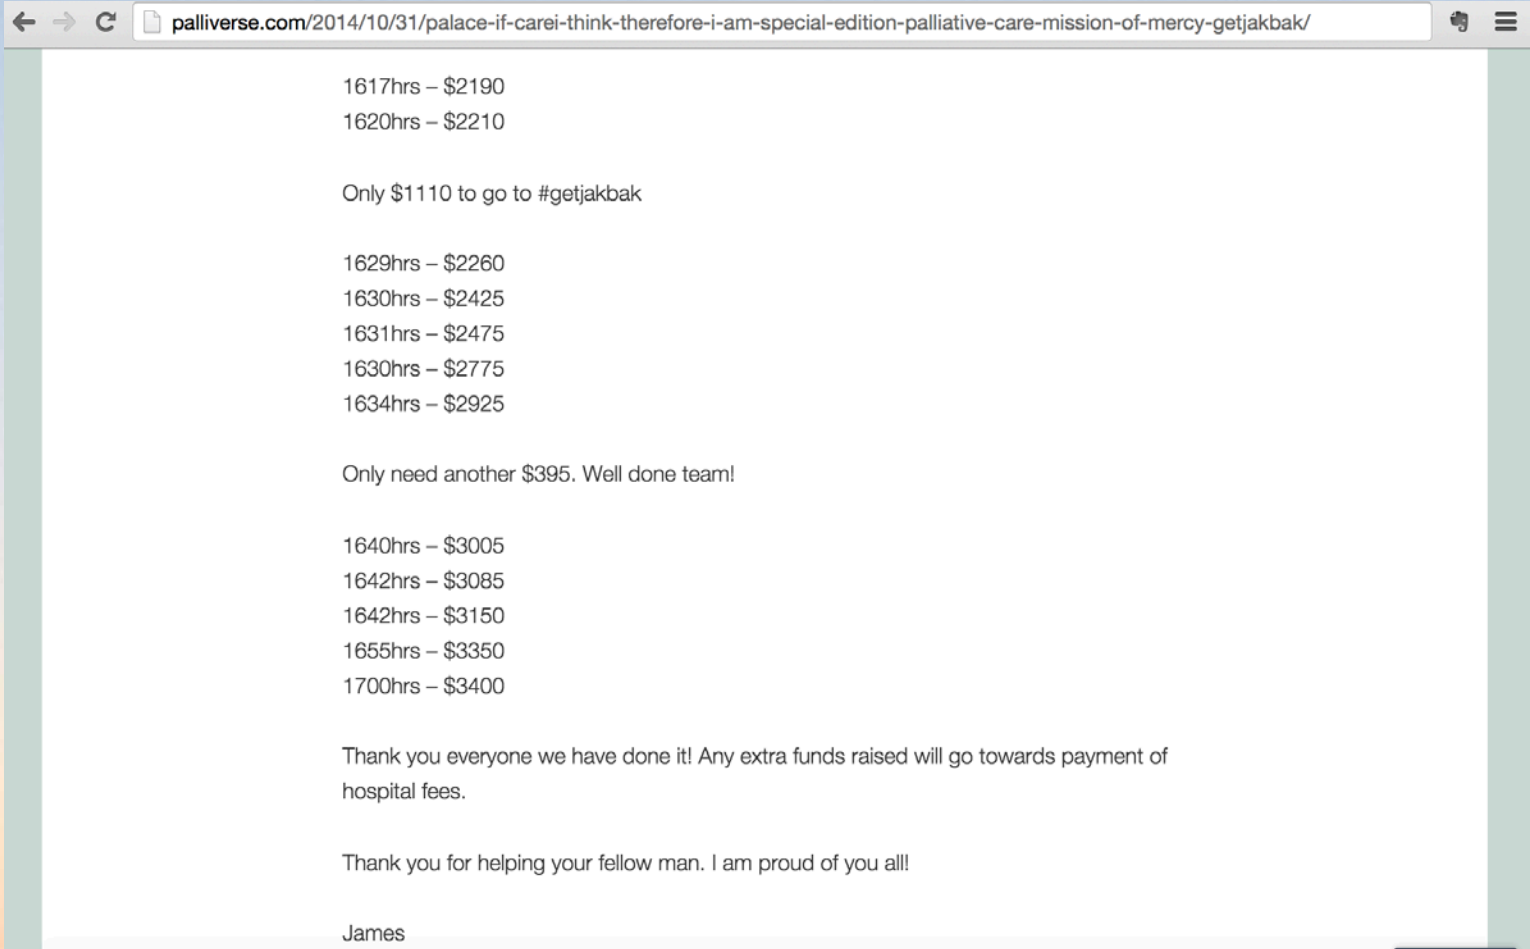 palliverse.com/2014/10/31/palace-if-carei-think-therefore-i-am-special-edition-palliative-care-mission-of-mercy-getjakbak/
1617hrs – $2190
1620hrs – $2210
Only $1110 to go to #getjakbak
1629hrs – $2260
1630hrs – $2425
1631hrs – $2475
1630hrs – $2775
1634hrs – $2925
Only need another $395. Well done team!
1640hrs – $3005
1642hrs – $3085
1642hrs – $3150
1655hrs – $3350
1700hrs – $3400
Thank you everyone we have done it! Any extra funds raised will go towards payment of
hospital fees.
Thank you for helping your fellow man. I am proud of you all!
James